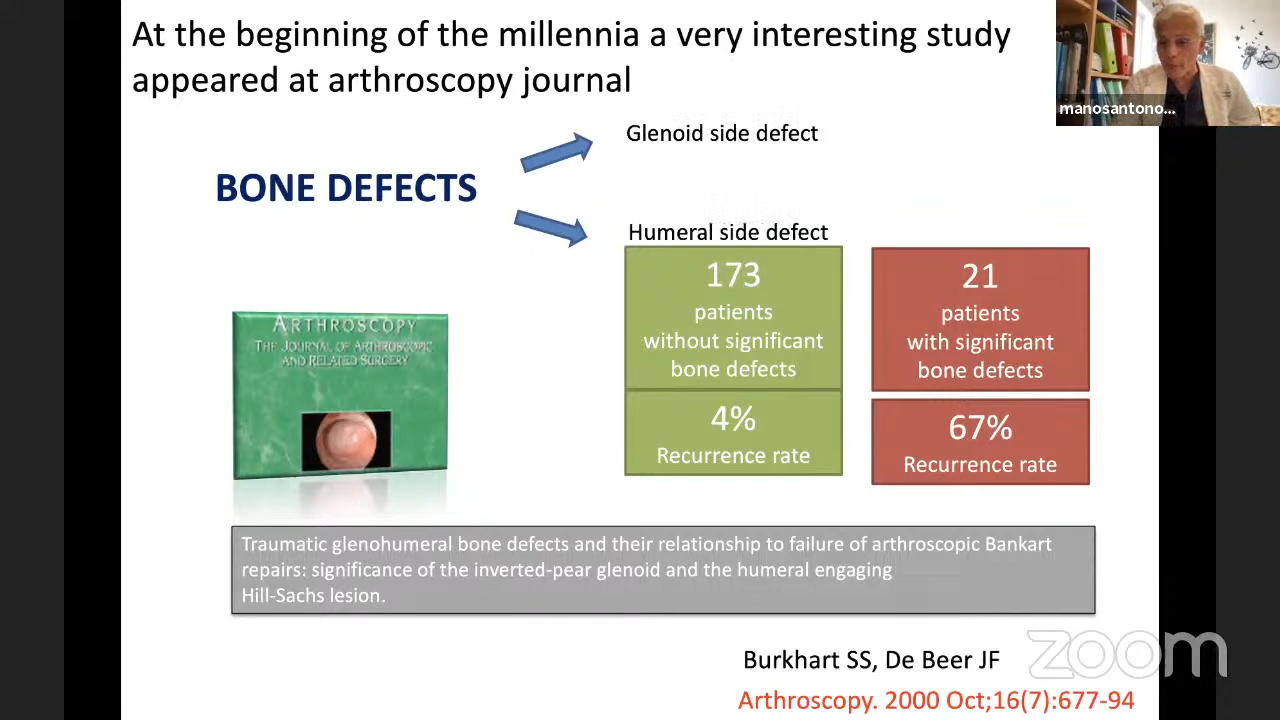 At the beginning of the millennia a very interesting study
appeared at arthroscopy journal
manosantono...
BONE DEFECTS
Glenoid side defect
Humeral side defect
173
patients
without significant
bone defects
4%
Recurrence rate
21
patients
with significant
bone defects
67%
Recurrence rate
ARTHROSCOPY
THE JOURNAL OF ARTHROSCOPIC
AND RELATED SURGERY
Traumatic glenohumeral bone defects and their relationship to failure of arthroscopic Bankart
repairs: significance of the inverted-pear glenoid and the humeral engaging
Hill-Sachs lesion.
zoom
Burkhart SS, De Beer JF
Arthroscopy. 2000 Oct;16(7):677-94